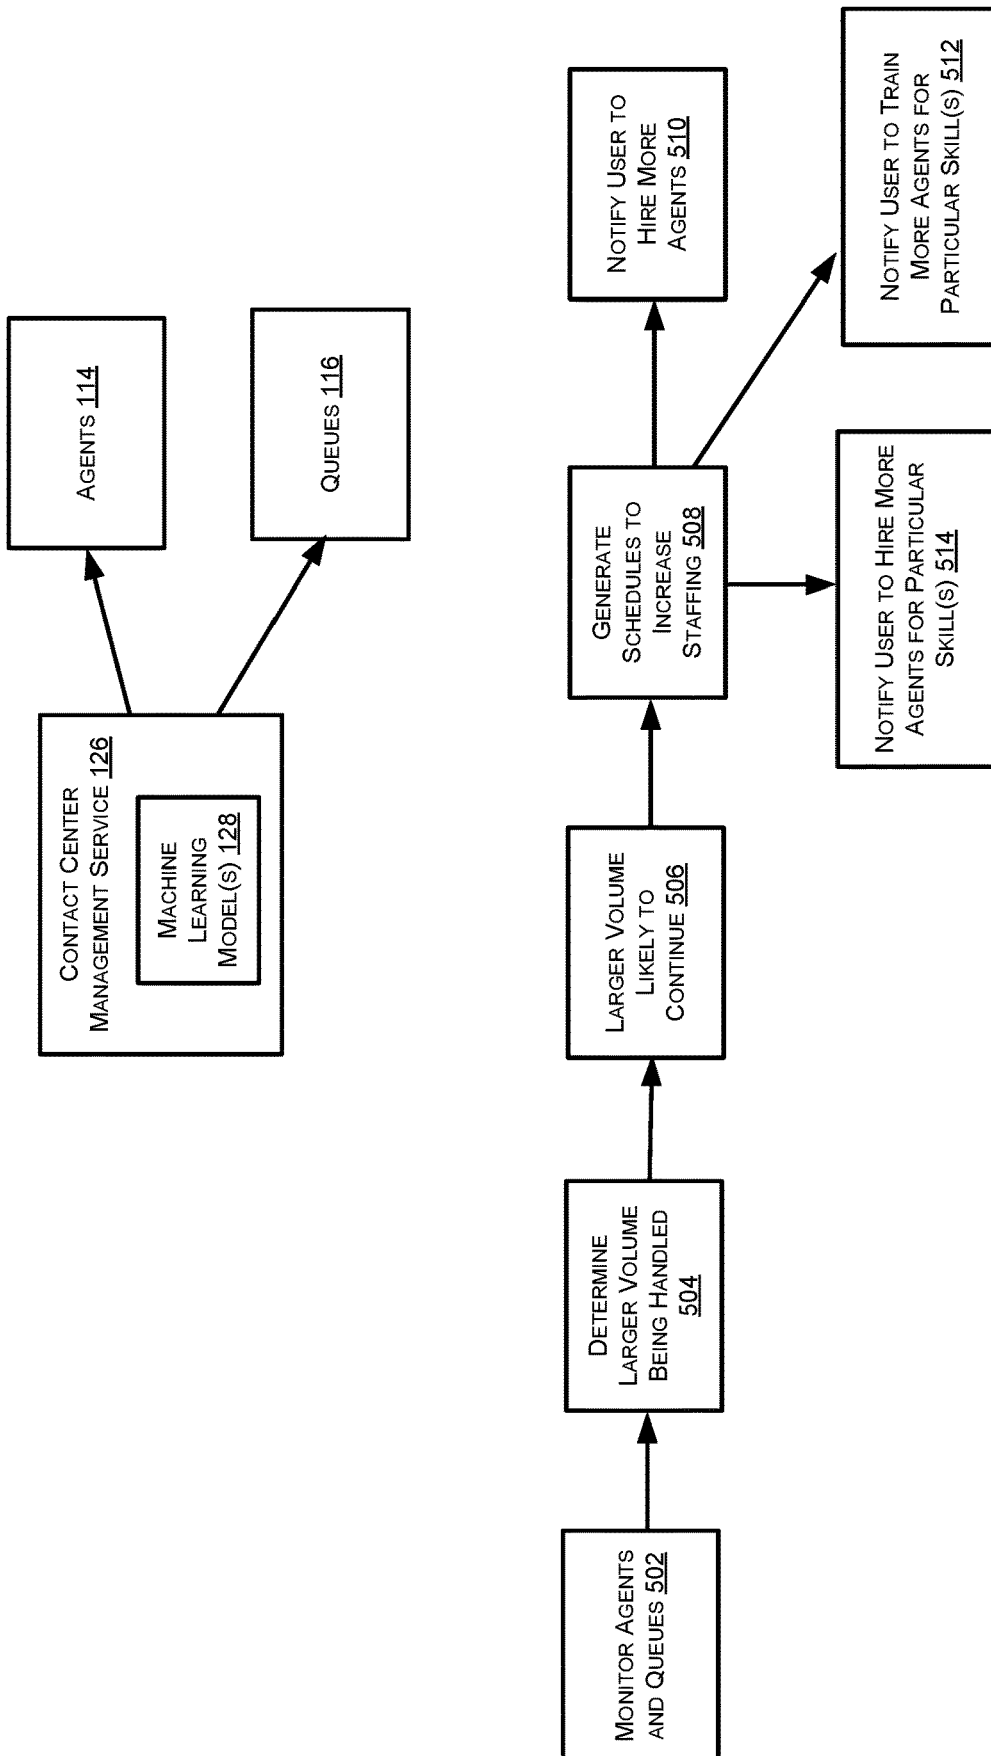 CONTACT CENTER
MANAGEMENT SERVICE 126
MACHINE
LEARNING
MODEL(S) 128
AGENTS 114
QUEUES 116
MONITOR AGENTS
AND QUEUES 502
DETERMINE
LARGER VOLUME
BEING HANDLED
504
LARGER VOLUME
LIKELY TO
CONTINUE 506
GENERATE
SCHEDULES TO
INCREASE
STAFFING 508
NOTIFY USER TO
HIRE MORE
AGENTS 510
NOTIFY USER TO HIRE MORE
AGENTS FOR PARTICULAR
SKILL(S) 514
NOTIFY USER TO TRAIN
MORE AGENTS FOR
PARTICULAR SKILL(S) 512